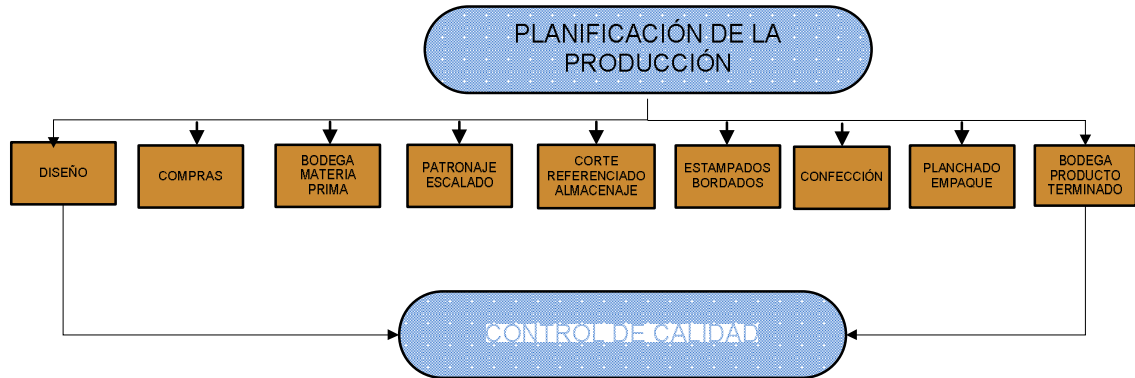 PLANIFICACIÓN DE LA
PRODUCCIÓN
DISEÑO
COMPRAS
BODEGA
MATERIA
PRIMA
PATRONAJE
ESCALADO
CORTE
REFERENCIADO
ALMACENAJE
ESTAMPADOS
BORDADOS
CONFECCIÓN
PLANCHADO
EMPAQUE
BODEGA
PRODUCTO
TERMINADO
CONTROL DE CALIDAD